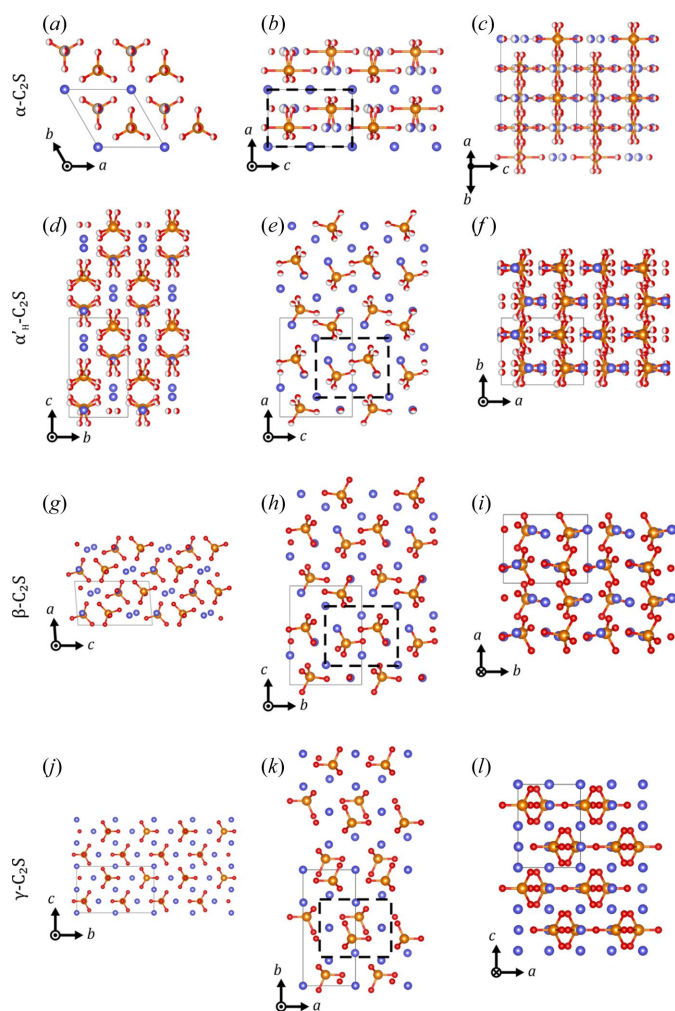 (a) (b) (c)
α-C₂S
b a a c a c b
(d) (e) (f)
α′H-C₂S
c b a c b a
(g) (h) (i)
β-C₂S
a c c b a b
(j) (k) (l)
γ-C₂S
c b b a c a